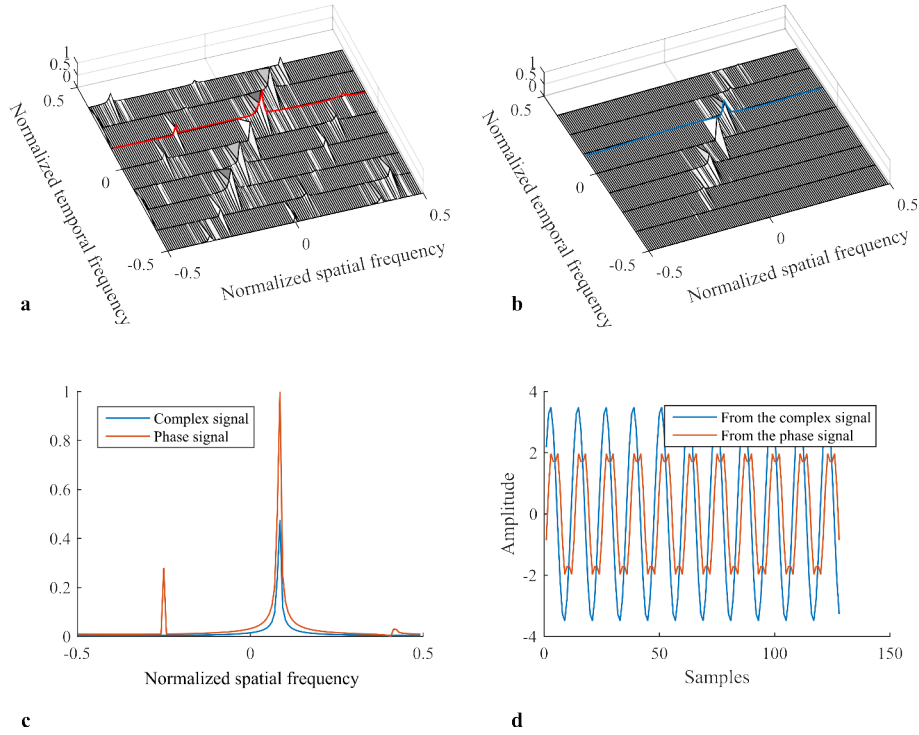 1
0.5
0
0.5
0
-0.5
-0.5
0
0.5
Normalized temporal frequency
Normalized spatial frequency
a
1
0.5
0
0.5
0
-0.5
-0.5
0
0.5
Normalized temporal frequency
Normalized spatial frequency
b
1
0.8
0.6
0.4
0.2
0
-0.5
0
0.5
Complex signal
Phase signal
Normalized spatial frequency
c
4
2
0
-2
-4
0
50
100
150
From the complex signal
From the phase signal
Amplitude
Samples
d